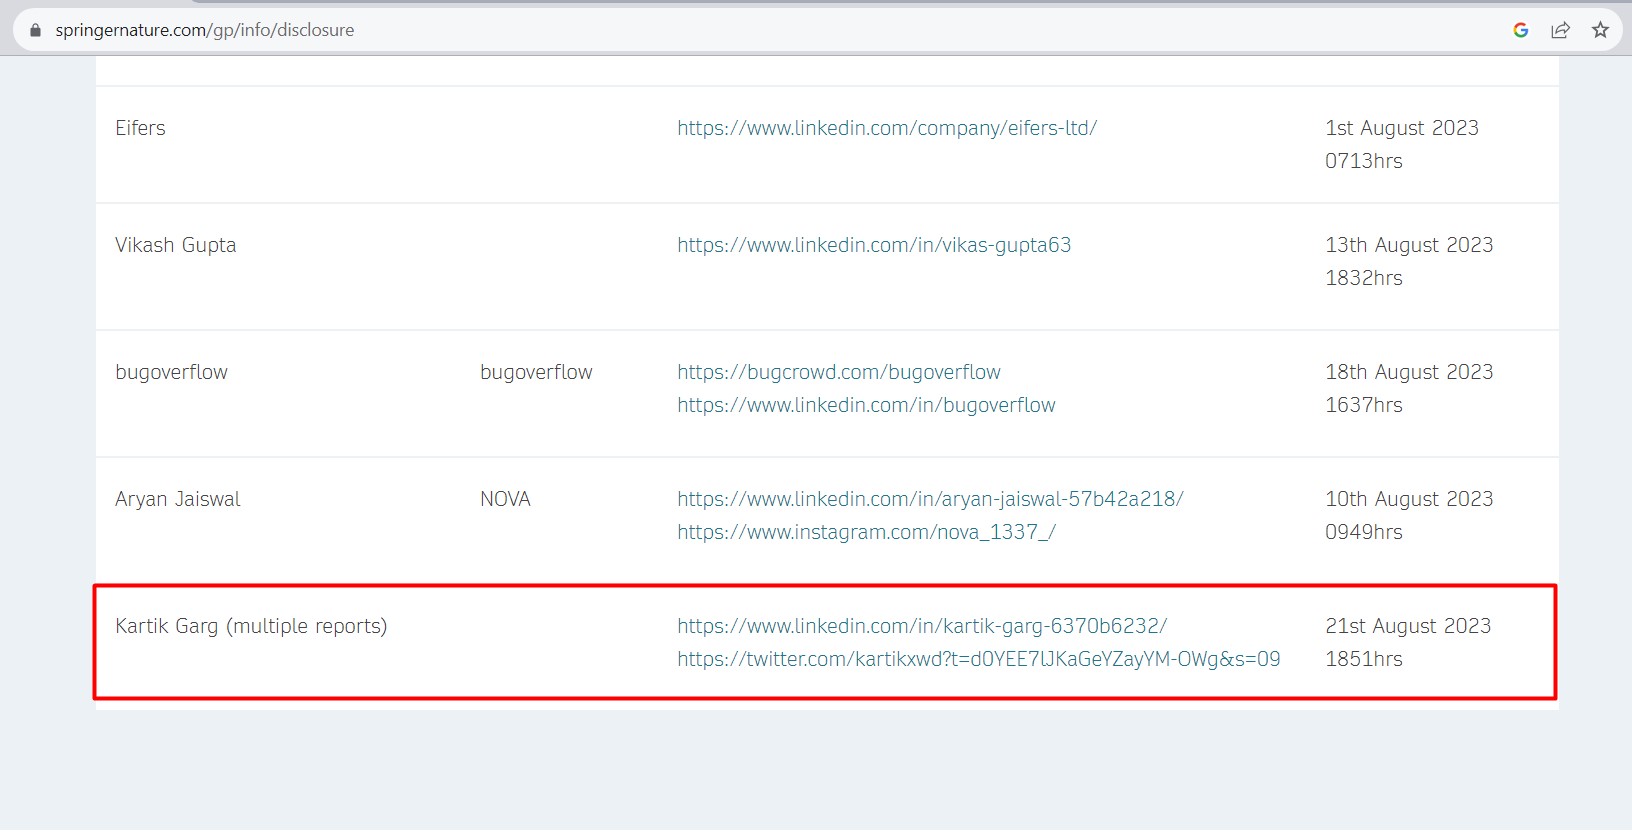 springernature.com/gp/info/disclosure
Eifers https://www.linkedin.com/company/eifers-ltd/ 1st August 2023
0713hrs
Vikash Gupta https://www.linkedin.com/in/vikas-gupta63 13th August 2023
1832hrs
bugoverflow bugoverflow https://bugcrowd.com/bugoverflow 18th August 2023
https://www.linkedin.com/in/bugoverflow 1637hrs
Aryan Jaiswal NOVA https://www.linkedin.com/in/aryan-jaiswal-57b42a218/ 10th August 2023
https://www.instagram.com/nova_1337_/ 0949hrs
Kartik Garg (multiple reports) https://www.linkedin.com/in/kartik-garg-6370b6232/ 21st August 2023
https://twitter.com/kartikxwd?t=d0YEE7lJKaGeYZayYM-OWg&s=09 1851hrs